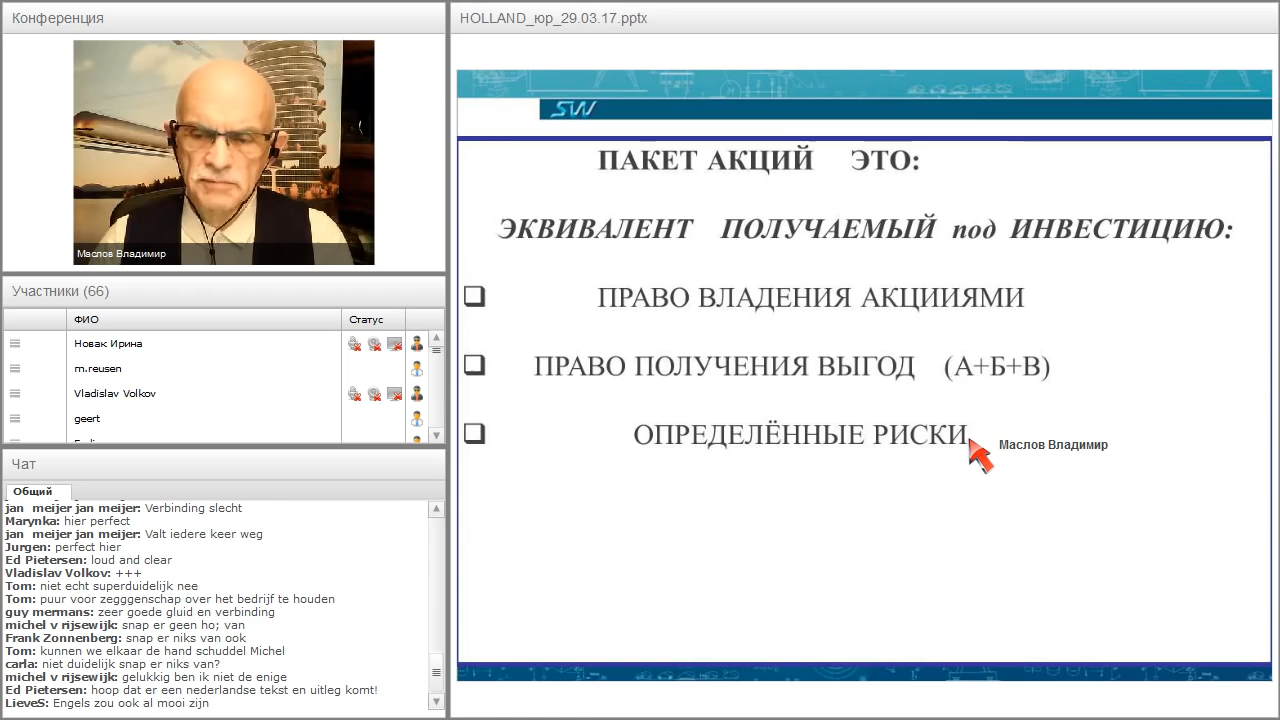 Конференция
Маслов Владимир
Участники (66)
ФИО
Статус
Новак Ирина
m.reusen
Vladislav Volkov
geert
Чат
Общий
jan meijer jan meijer: Verbinding slecht
Marynka: hier perfect
jan meijer jan meijer: Valt iedere keer weg
Jurgen: perfect hier
Ed Pietersen: loud and clear
Vladislav Volkov: +++
Tom: niet echt superduidelijk nee
Tom: puur voor zegggenschap over het bedrijf te houden
guy mermans: zeer goede gluid en verbinding
michel v rijsewijk: snap er geen ho; van
Frank Zonnenberg: snap er niks van ook
Tom: kunnen we elkaar de hand schuddel Michel
carla: niet duidelijk snap er niks van?
michel v rijsewijk: gelukkig ben ik niet de enige
Ed Pietersen: hoop dat er een nederlandse tekst en uitleg komt!
LieveS: Engels zou ook al mooi zijn
HOLLAND_юр_29.03.17.pptx
SW
ПАКЕТ АКЦИЙ ЭТО:
ЭКВИВАЛЕНТ ПОЛУЧАЕМЫЙ под ИНВЕСТИЦИЮ:
ПРАВО ВЛАДЕНИЯ АКЦИИЯМИ
ПРАВО ПОЛУЧЕНИЯ ВЫГОД (А+Б+В)
ОПРЕДЕЛЁННЫЕ РИСКИ
Маслов Владимир